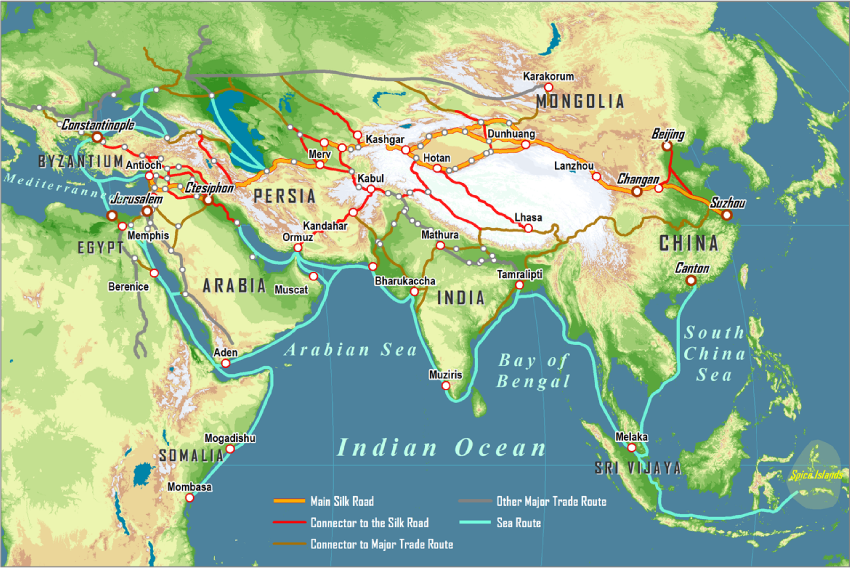 Karakorum
MONGOLIA
Constantinople
Beijing
Dunhuang
Kashgar
BYZANTIUM
Antioch
Merv
Hotan
Lanzhou
Kabul
Changan
Mediterranne
Ctesiphon
PERSIA
Jerusalem
Suzhou
Kandahar
Lhasa
Memphis
EGYPT
Ormuz
Mathura
CHINA
Canton
Berenice
ARABIA
Muscat
Bharukaccha
Tamralipti
INDIA
South
China
Sea
Aden
Arabian Sea
Bay of
Bengal
Muziris
Mogadishu
SOMALIA
Indian Ocean
Melaka
SRI VIJAYA
Spice Islands
Mombasa
Main Silk Road
Other Major Trade Route
Connector to the Silk Road
Sea Route
Connector to Major Trade Route